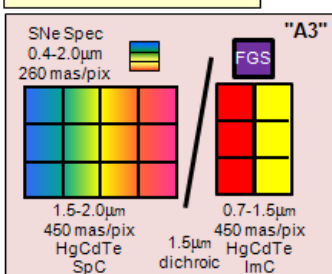 "A3"
SNe Spec
0.4-2.0µm
260 mas/pix
FGS
1.5-2.0µm
450 mas/pix
HgCdTe
SpC
1.5µm
dichroic
0.7-1.5µm
450 mas/pix
HgCdTe
ImC